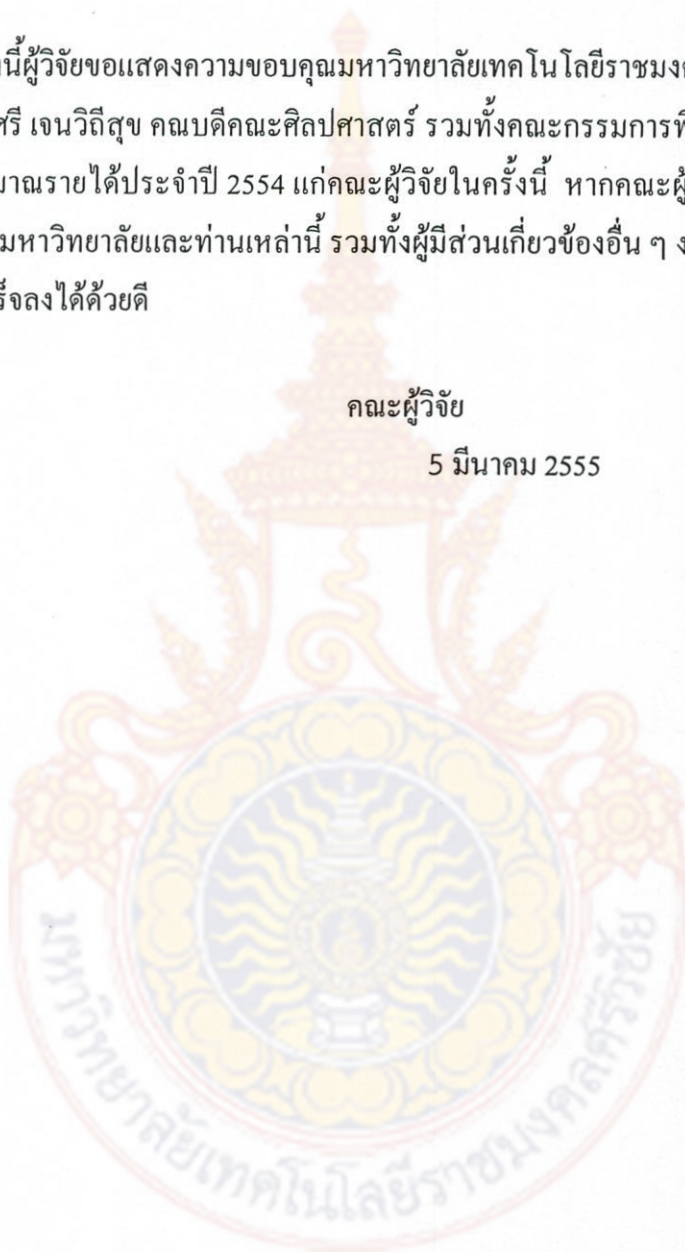 นี้ผู้วิจัยขอแสดงความขอบคุณมหาวิทยาลัยเทคโนโลยีราชมงค
ศรี เจนวิถีสุข คณบดีคณะศิลปศาสตร์ รวมทั้งคณะกรรมการพิ
มาณรายได้ประจำปี 2554 แก่คณะผู้วิจัยในครั้งนี้ หากคณะผู้
มหาวิทยาลัยและท่านเหล่านี้ รวมทั้งผู้มีส่วนเกี่ยวข้องอื่น ๆ ง
ร็จลงได้ด้วยดี
คณะผู้วิจัย
5 มีนาคม 2555
มหาวิทยาลัยเทคโนโลยีราชมงคลศรีวิชัย